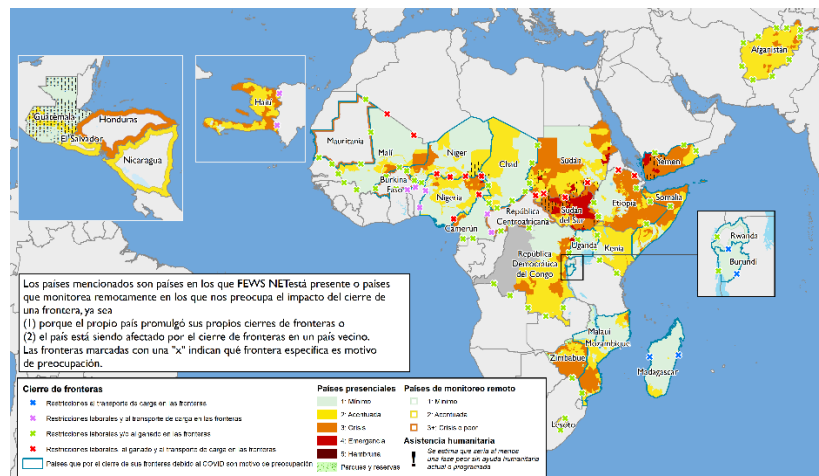 Afganistán
Guatemala
Honduras
El Salvador
Nicaragua
Haití
Mauritania
Malí
Niger
Chad
Sudán
Yemen
Burkina
Faso
Nigeria
Etiopía
Somalia
República
Centroafricana
Sudán
del Sur
Camerún
Uganda
Kenia
República
Democrática
del Congo
Rwanda
Burundi
Malaui
Mozambique
Zimbabue
Madagascar
Lesoto
Los países mencionados son países en los que FEWS NETestá presente o países
que monitorea remotamente en los que nos preocupa el impacto del cierre de
una frontera, ya sea
(1) porque el propio país promulgó sus propios cierres de fronteras o
(2) el país está siendo afectado por el cierre de fronteras en un país vecino.
Las fronteras marcadas con una "x" indican qué frontera específica es motivo
de preocupación.
Cierre de fronteras
Restricciones al transporte de carga en las fronteras
Restricciones laborales y al transporte de carga en las fronteras
Restricciones laborales y/o al ganado en las fronteras
Restricciones laborales, al ganado y al transporte de carga en las fronteras
Países que por el cierre de sus fronteras debido al COVID son motivo de preocupación
Países presenciales
1: Mínimo
2: Acentuada
3: Crisis
4: Emergencia
5: Hambruna
Parques y reservas
Países de monitoreo remoto
1: Mínimo
2: Acentuada
3+: Crisis o peor
Asistencia humanitaria
!
Se estima que sería al menos
una fase peor sin ayuda humanitaria
actual o programada